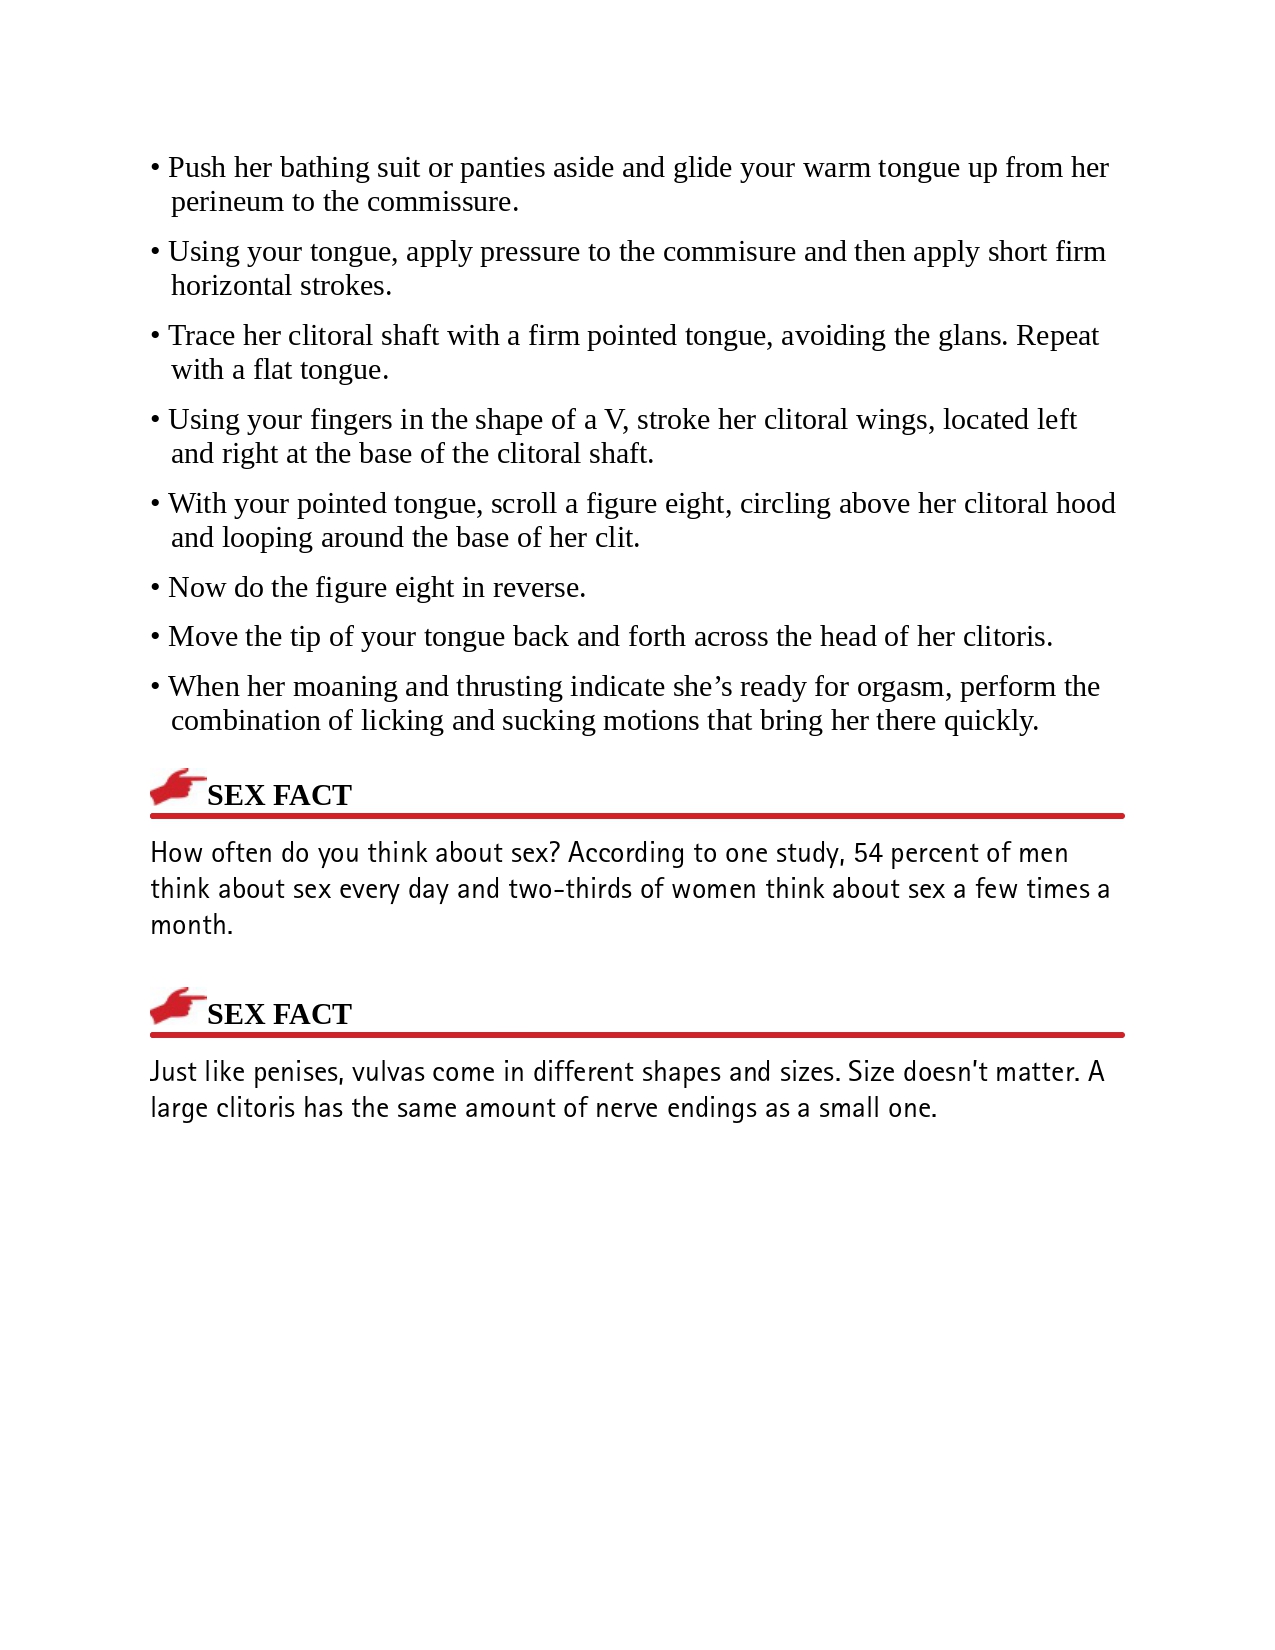 • Push her bathing suit or panties aside and glide your warm tongue up from her
perineum to the commissure.
• Using your tongue, apply pressure to the commisure and then apply short firm
horizontal strokes.
• Trace her clitoral shaft with a firm pointed tongue, avoiding the glans. Repeat
with a flat tongue.
• Using your fingers in the shape of a V, stroke her clitoral wings, located left
and right at the base of the clitoral shaft.
• With your pointed tongue, scroll a figure eight, circling above her clitoral hood
and looping around the base of her clit.
• Now do the figure eight in reverse.
• Move the tip of your tongue back and forth across the head of her clitoris.
• When her moaning and thrusting indicate she’s ready for orgasm, perform the
combination of licking and sucking motions that bring her there quickly.
SEX FACT
How often do you think about sex? According to one study, 54 percent of men
think about sex every day and two-thirds of women think about sex a few times a
month.
SEX FACT
Just like penises, vulvas come in different shapes and sizes. Size doesn’t matter. A
large clitoris has the same amount of nerve endings as a small one.